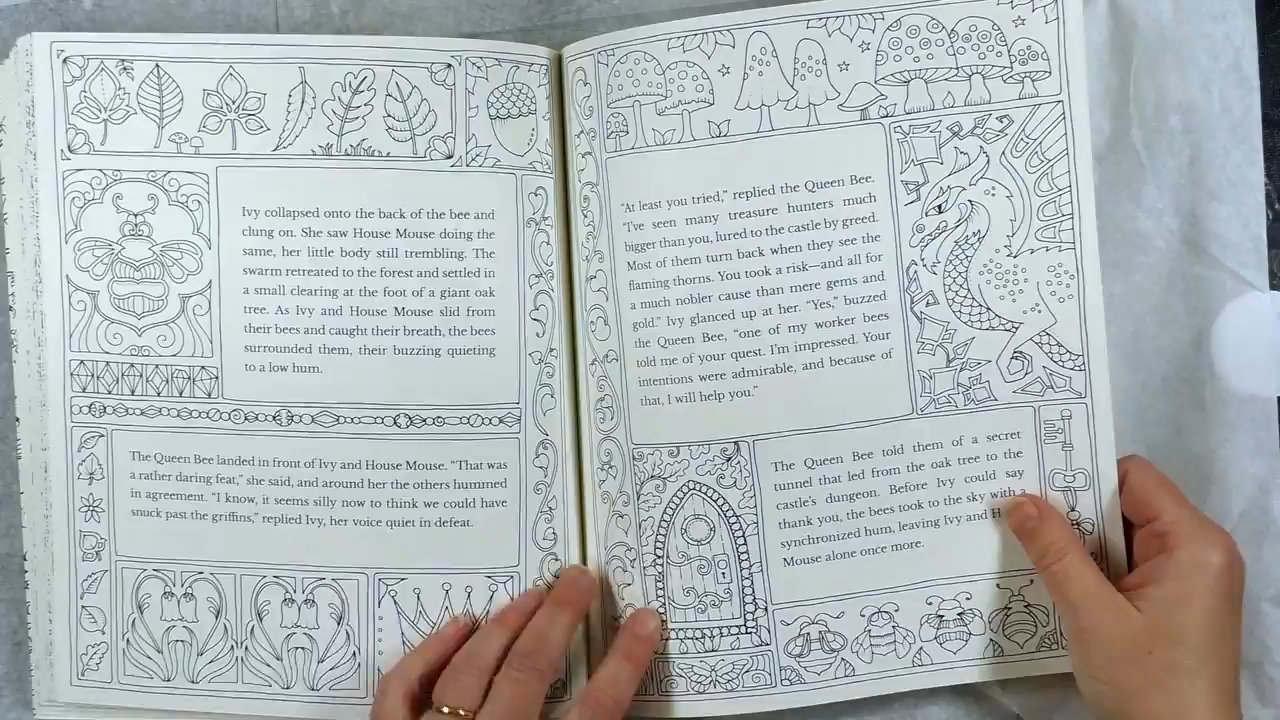 Ivy collapsed onto the back of the bee and
clung on. She saw House Mouse doing the
same, her little body still trembling. The
swarm retreated to the forest and settled in
a small clearing at the foot of a giant oak
tree. As Ivy and House Mouse slid from
their bees and caught their breath, the bees
surrounded them, their buzzing quieting
to a low hum.
The Queen Bee landed in front of Ivy and House Mouse. “That was
a rather daring feat,” she said, and around her the others hummed
in agreement. “I know, it seems silly now to think we could have
snuck past the griffins,” replied Ivy, her voice quiet in defeat.
“At least you tried,” replied the Queen Bee.
“I’ve seen many treasure hunters much
bigger than you, lured to the castle by greed.
Most of them turn back when they see the
flaming thorns. You took a risk—and all for
a much nobler cause than mere gems and
gold.” Ivy glanced up at her. “Yes,” buzzed
the Queen Bee, “one of my worker bees
told me of your quest. I’m impressed. Your
intentions were admirable, and because of
that, I will help you.”
The Queen Bee told them of a secret
tunnel that led from the oak tree to the
castle’s dungeon. Before Ivy could say
thank you, the bees took to the sky with a
synchronized hum, leaving Ivy and H
Mouse alone once more.